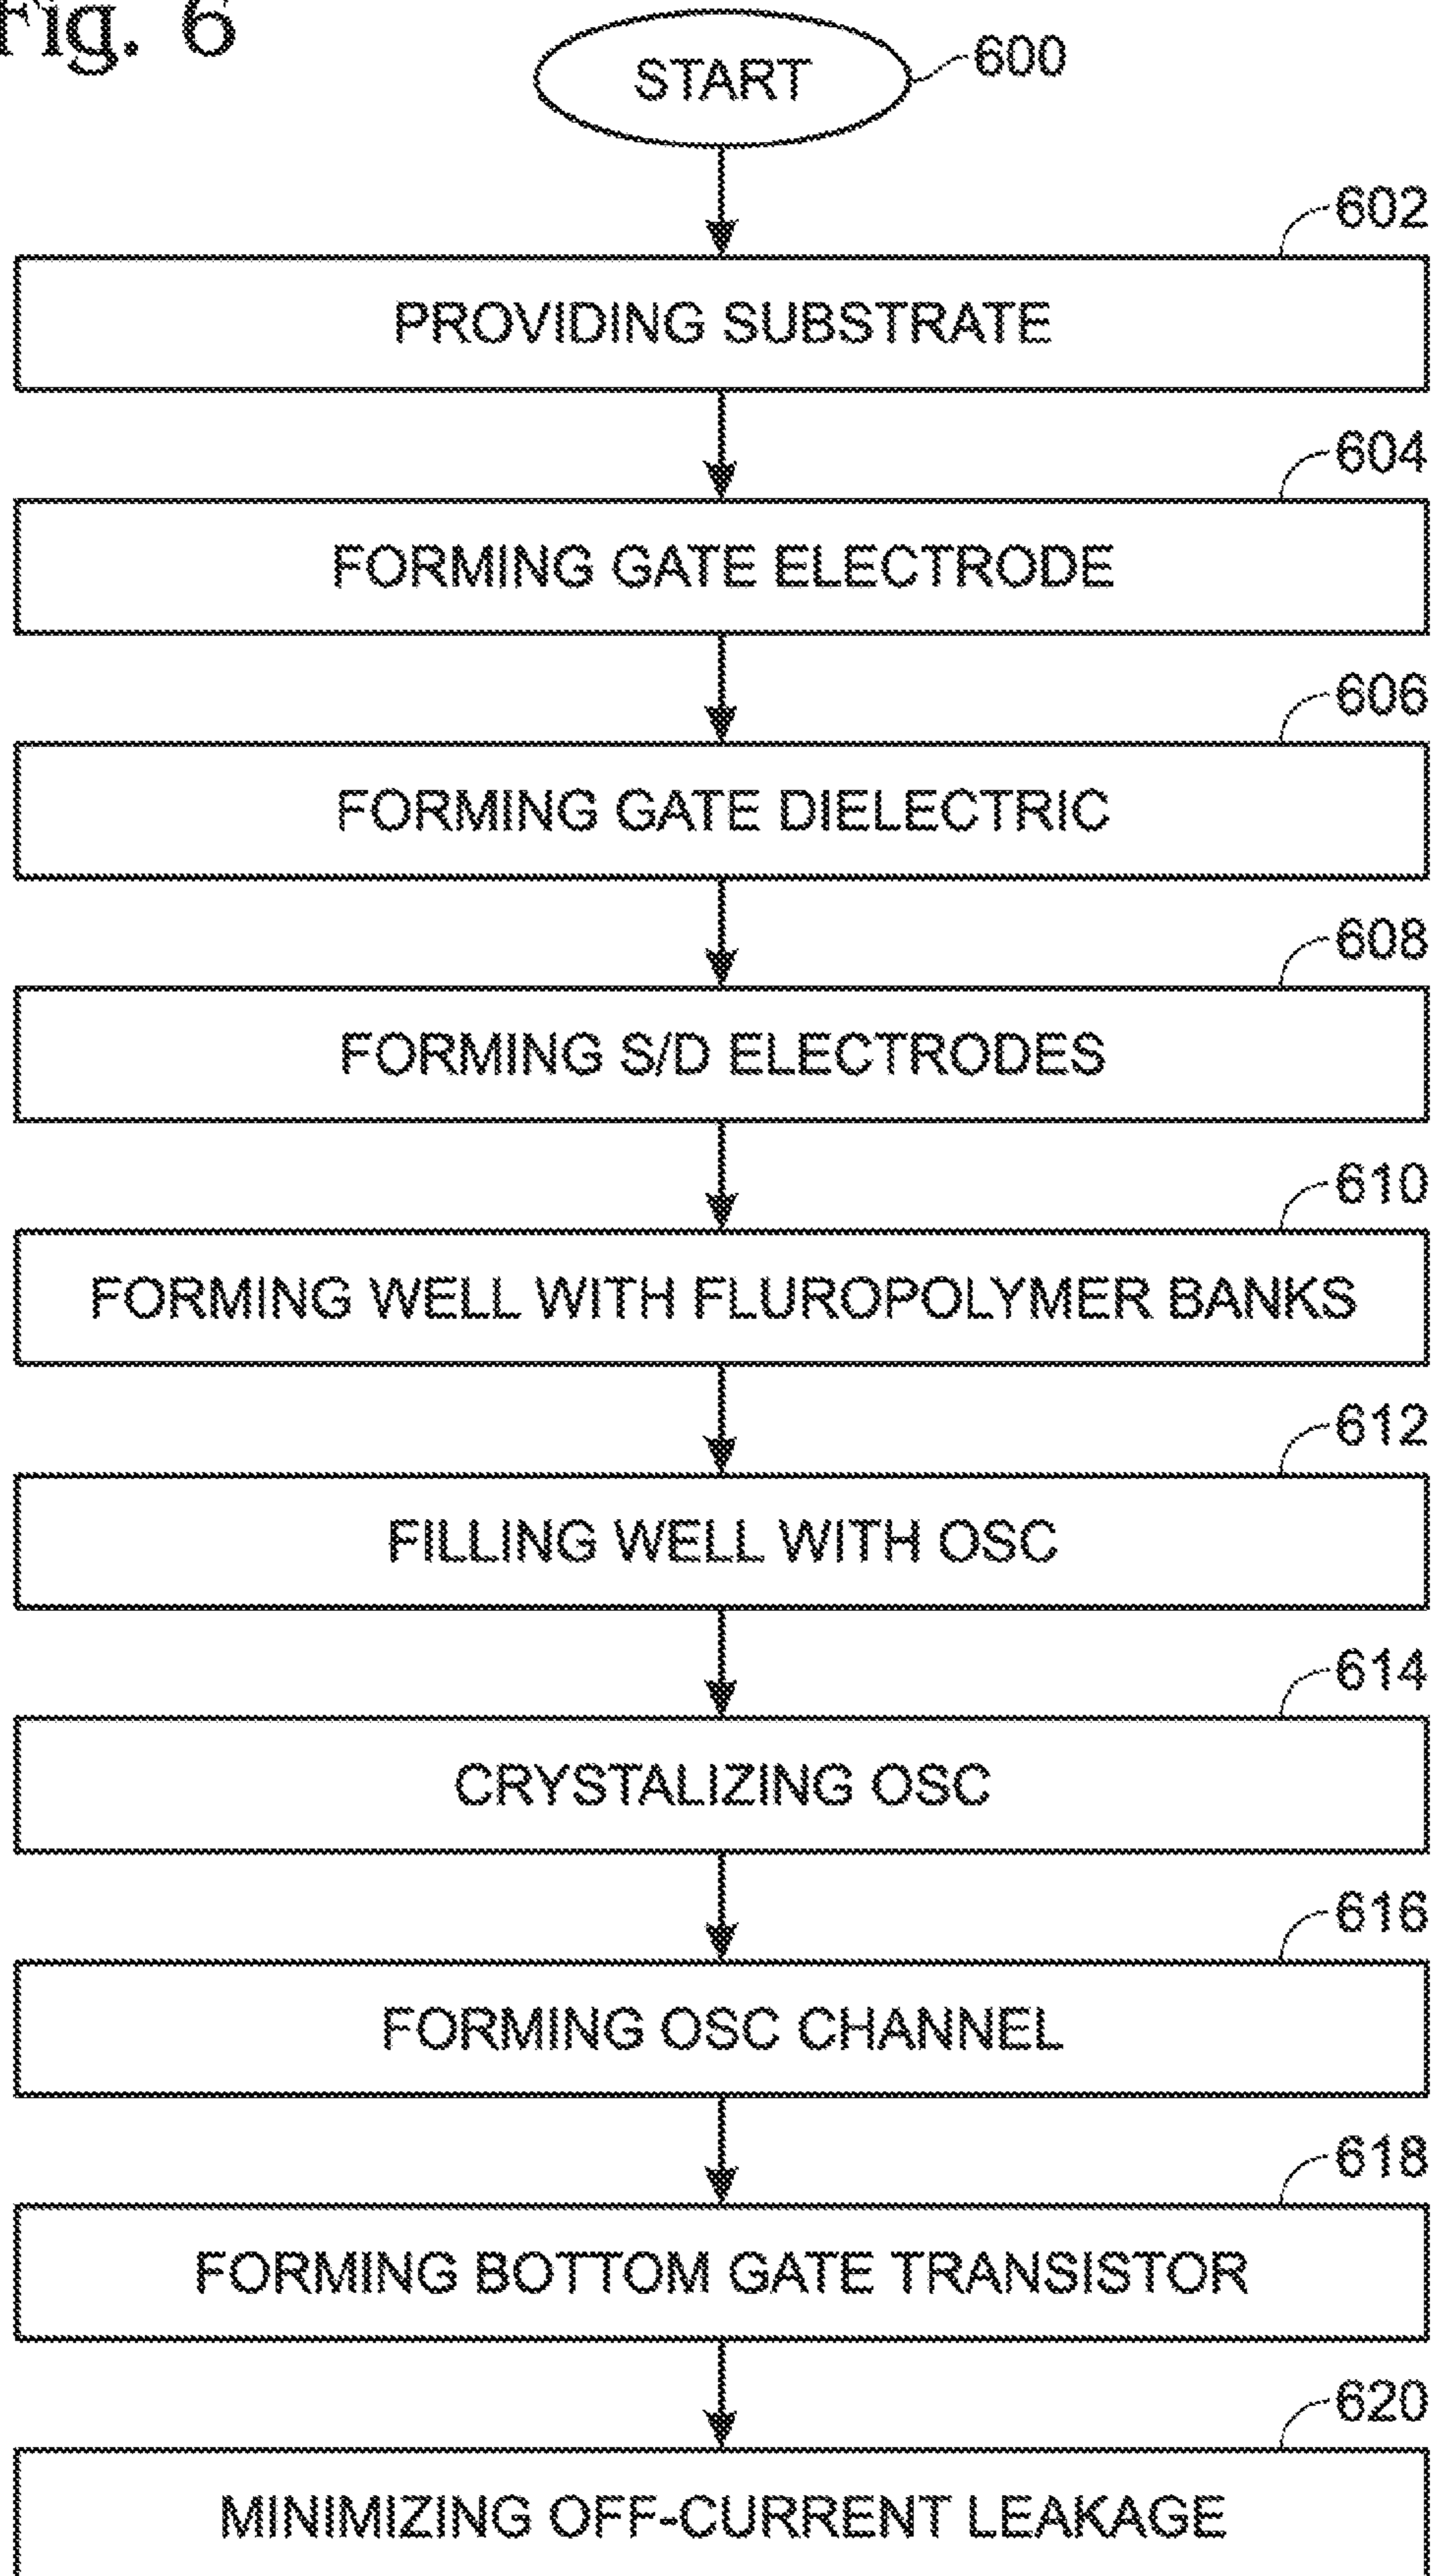 Fig. 6
START
600
602
PROVIDING SUBSTRATE
604
FORMING GATE ELECTRODE
606
FORMING GATE DIELECTRIC
608
FORMING S/D ELECTRODES
610
FORMING WELL WITH FLUROPOLYMER BANKS
612
FILLING WELL WITH OSC
614
CRYSTALIZING OSC
616
FORMING OSC CHANNEL
618
FORMING BOTTOM GATE TRANSISTOR
620
MINIMIZING OFF-CURRENT LEAKAGE